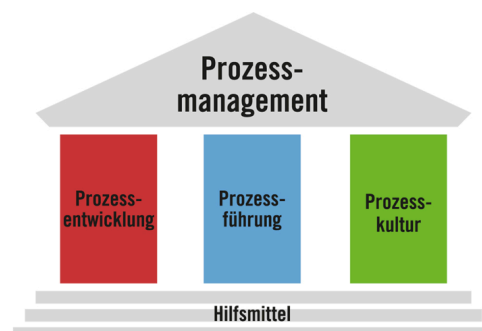 Prozess-
management
Prozess-
entwicklung
Prozess-
führung
Prozess-
kultur
Hilfsmittel